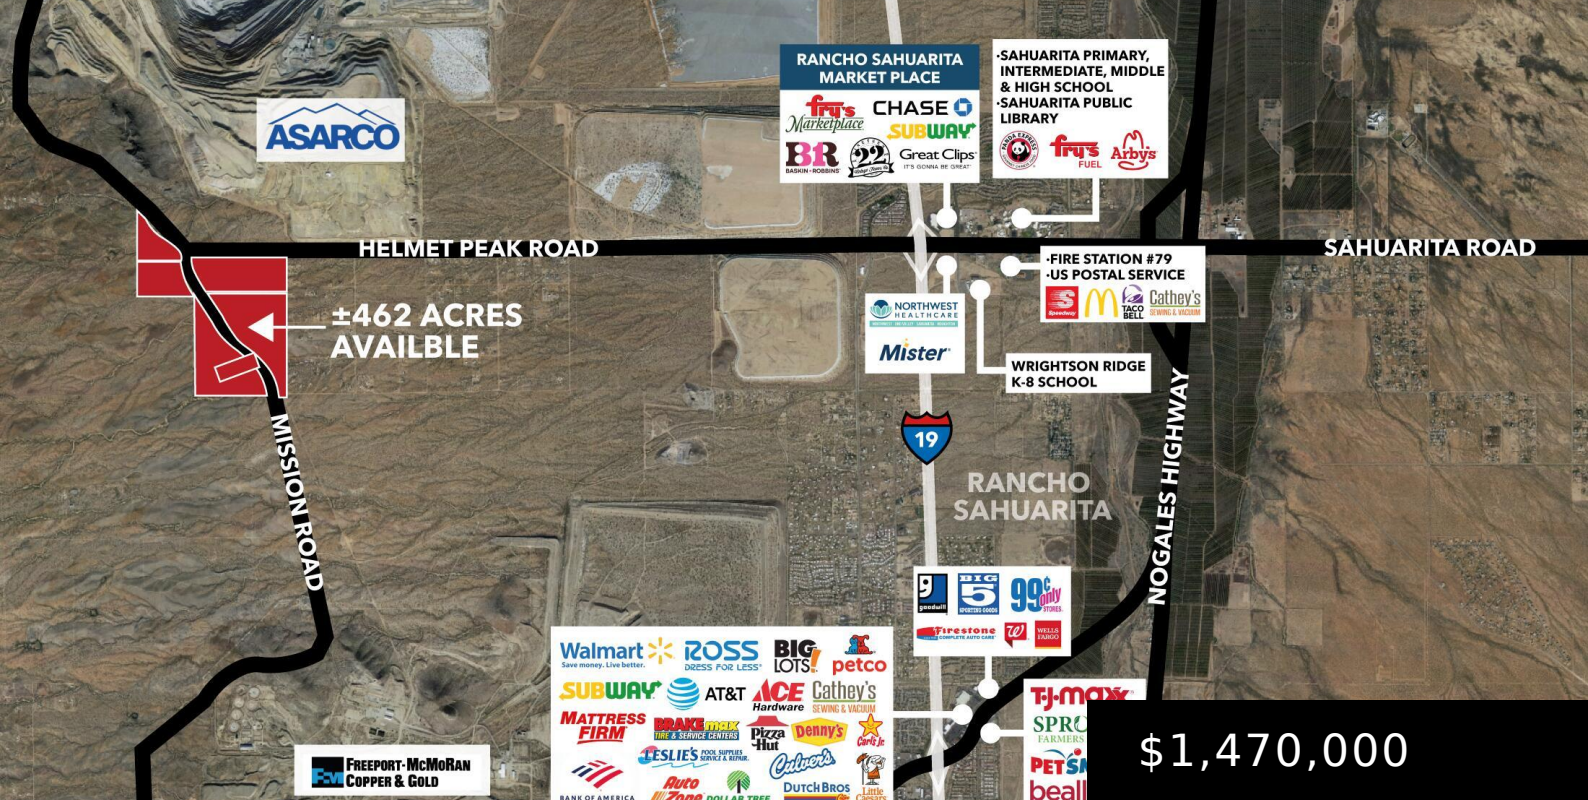 RANCHO SAHUARITA
MARKET PLACE
fry's
Marketplace
CHASE
SUBWAY
BR
BASKIN-ROBBINS
22
Great Clips
IT'S GONNA BE GREAT
·SAHUARITA PRIMARY,
INTERMEDIATE, MIDDLE
& HIGH SCHOOL
·SAHUARITA PUBLIC
LIBRARY
PANDA EXPRESS
fry's
FUEL
Arby's
ASARCO
HELMET PEAK ROAD
SAHUARITA ROAD
·FIRE STATION #79
·US POSTAL SERVICE
Speedway
TACO
BELL
Cathey's
SEWING & VACUUM
NORTHWEST
HEALTHCARE
Mister
WRIGHTSON RIDGE
K-8 SCHOOL
±462 ACRES
AVAILBLE
MISSION ROAD
19
RANCHO
SAHUARITA
NOGALES HIGHWAY
goodwill
BIG
5
SPORTING GOODS
99¢
only
STORES
Firestone
COMPLETE AUTO CARE
W
WELLS
FARGO
Walmart
Save money. Live better.
ROSS
DRESS FOR LESS
BIG
LOTS!
petco
SUBWAY
AT&T
ACE
Hardware
Cathey's
SEWING & VACUUM
MATTRESS
FIRM
BRAKEmax
TIRE & SERVICE CENTERS
Pizza
Hut
Denny's
Carl's Jr.
LESLIE'S
POOL SUPPLIES
SERVICE & REPAIR
Culver's
BANK OF AMERICA
Auto
Zone
DOLLAR TREE
DUTCH BROS
Little
Caesars
T·J·maxx
SPRO
FARMERS
PETSM
beall
FM
FREEPORT-MCMORAN
COPPER & GOLD
$1,470,000